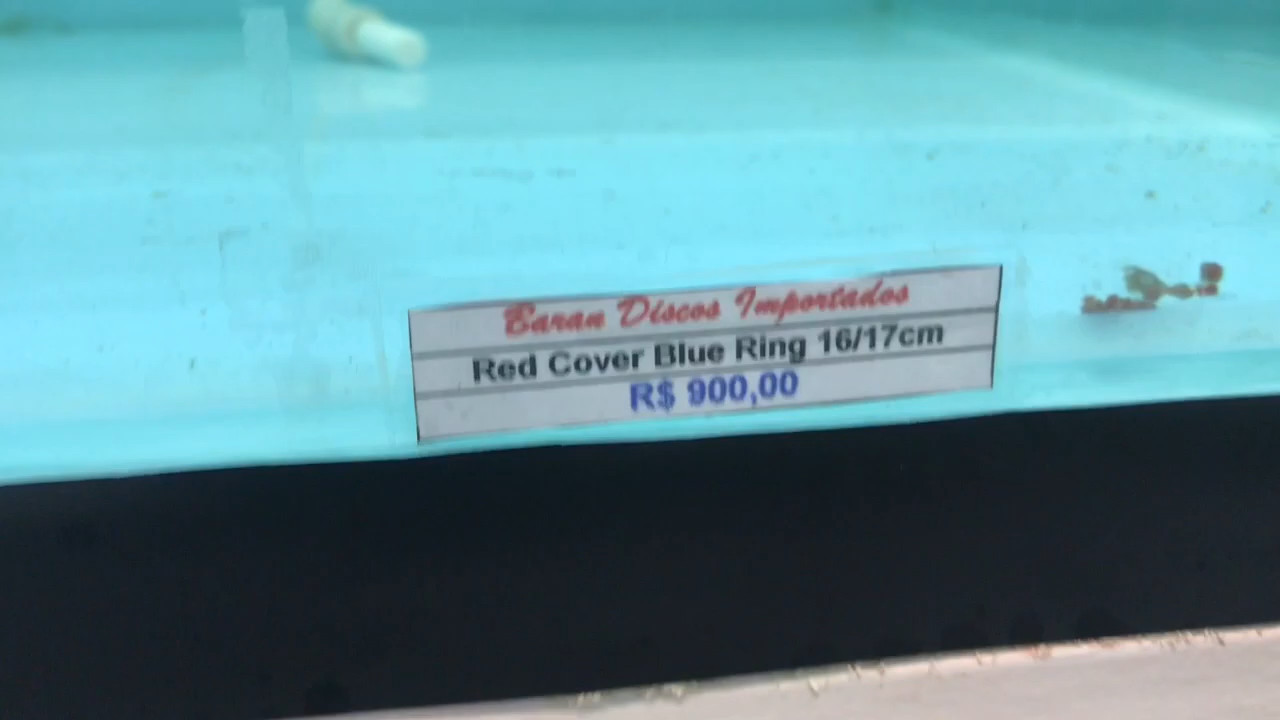 Baran Discos Importados
Red Cover Blue Ring 16/17cm
R$ 900,00